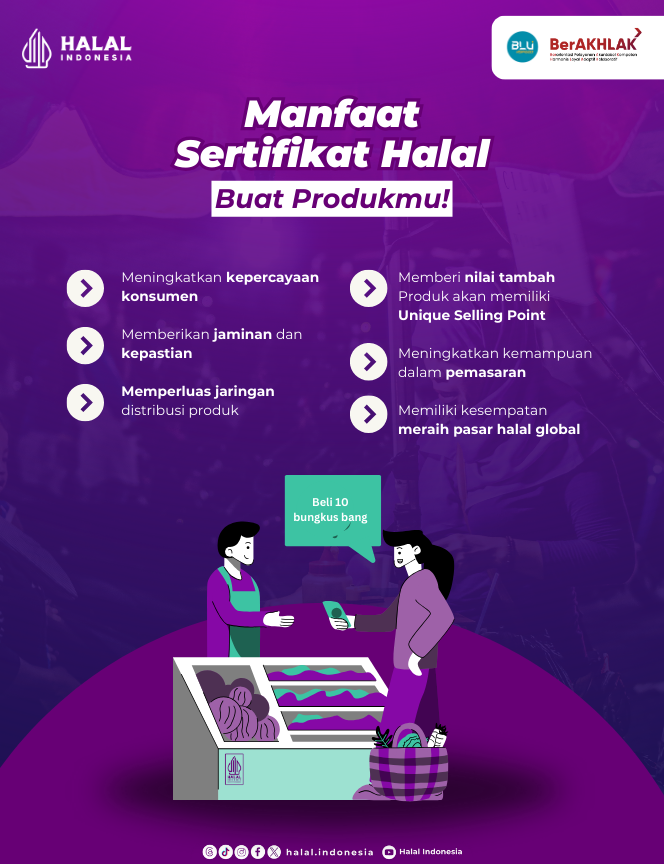 HALAL
INDONESIA
BLU
BerAKHLAK
Manfaat
Sertifikat Halal
Buat Produkmu!
Meningkatkan kepercayaan
konsumen
Memberikan jaminan dan
kepastian
Memperluas jaringan
distribusi produk
Memberi nilai tambah
Produk akan memiliki
Unique Selling Point
Meningkatkan kemampuan
dalam pemasaran
Memiliki kesempatan
meraih pasar halal global
Beli 10
bungkus bang
HALAL
halal.indonesia
Halal Indonesia